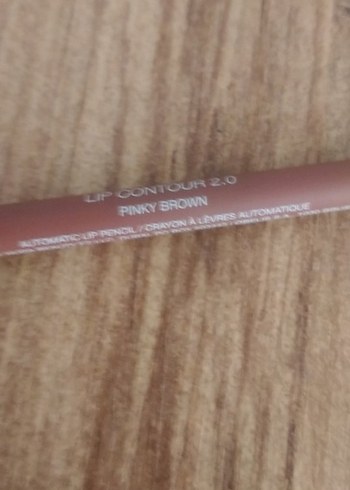 LIP CONTOUR 2.0
PINKY BROWN
AUTOMATIC LIP PENCIL / CRAYON À LÈVRES AUTOMATIQUE